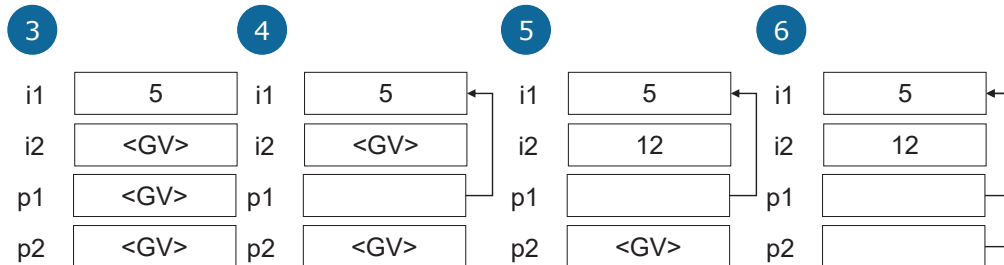 3 4 5 6
i1 5 i1 5 i1 5 i1 5
i2 <GV> i2 <GV> i2 12 i2 12
p1 <GV> p1 p1 p1
p2 <GV> p2 <GV> p2 <GV> p2